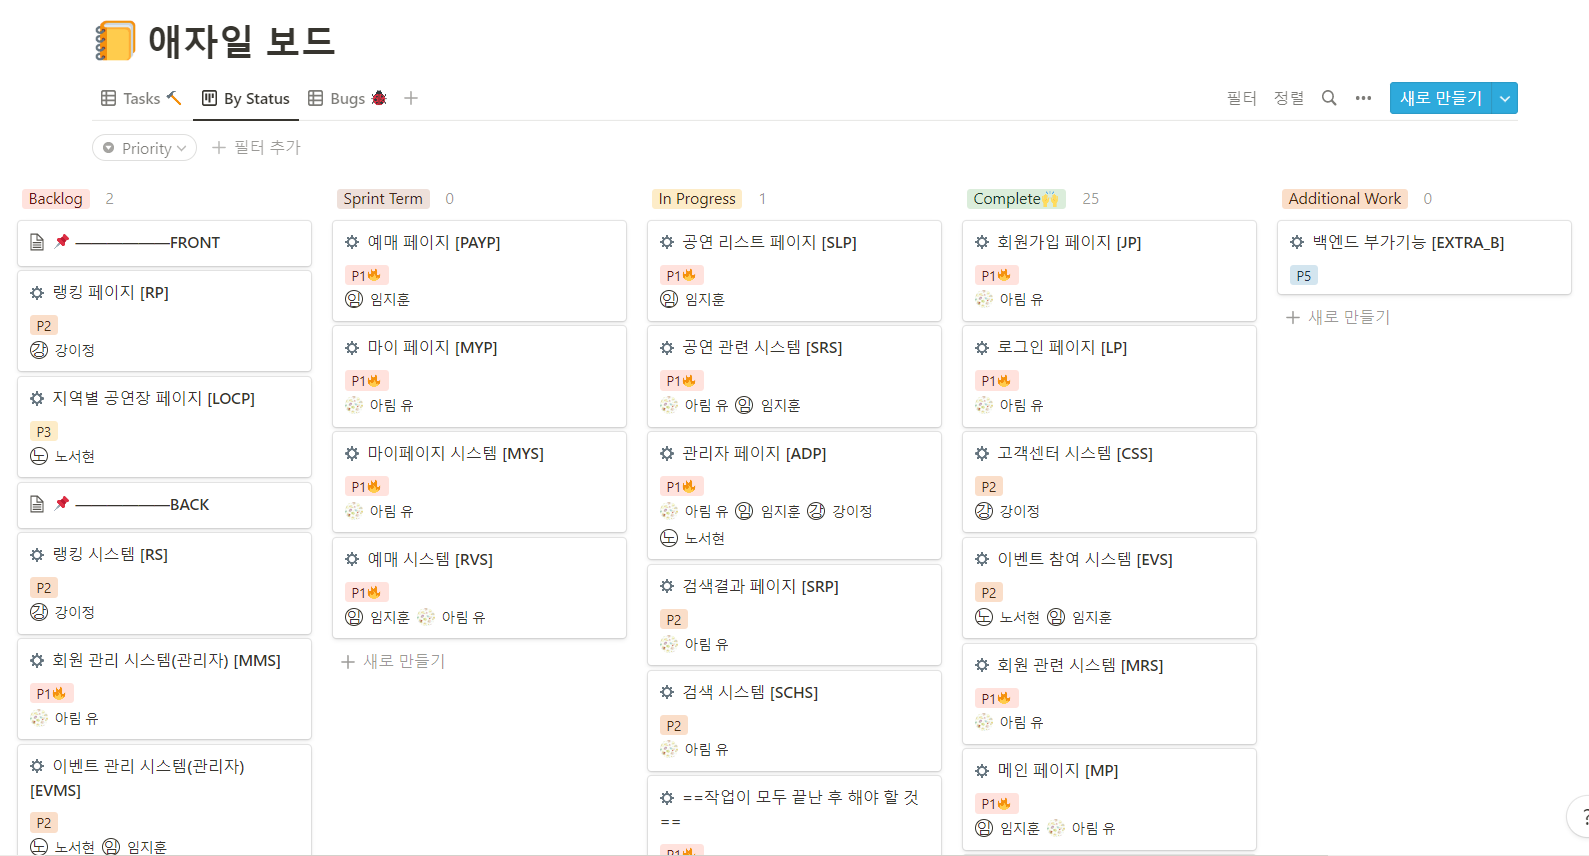 애자일 보드
Tasks
By Status
Bugs
필터 정렬
새로 만들기
Priority
필터 추가
Backlog 2
——————FRONT
랭킹 페이지 [RP]
P2
강 강이정
지역별 공연장 페이지 [LOCP]
P3
노 노서현
——————BACK
랭킹 시스템 [RS]
P2
강 강이정
회원 관리 시스템(관리자) [MMS]
P1
아림 유
이벤트 관리 시스템(관리자)
[EVMS]
P2
노 노서현 임 임지훈
Sprint Term 0
예매 페이지 [PAYP]
P1
임 임지훈
마이 페이지 [MYP]
P1
아림 유
마이페이지 시스템 [MYS]
P1
아림 유
예매 시스템 [RVS]
P1
임 임지훈 아림 유
새로 만들기
In Progress 1
공연 리스트 페이지 [SLP]
P1
임 임지훈
공연 관련 시스템 [SRS]
P1
아림 유 임 임지훈
관리자 페이지 [ADP]
P1
아림 유 임 임지훈 강 강이정
노 노서현
검색결과 페이지 [SRP]
P2
아림 유
검색 시스템 [SCHS]
P2
아림 유
==작업이 모두 끝난 후 해야 할 것
==
P1
Complete 25
회원가입 페이지 [JP]
P1
아림 유
로그인 페이지 [LP]
P1
아림 유
고객센터 시스템 [CSS]
P2
강 강이정
이벤트 참여 시스템 [EVS]
P2
노 노서현 임 임지훈
회원 관련 시스템 [MRS]
P1
아림 유
메인 페이지 [MP]
P1
임 임지훈 아림 유
Additional Work 0
백엔드 부가기능 [EXTRA_B]
P5
새로 만들기
?